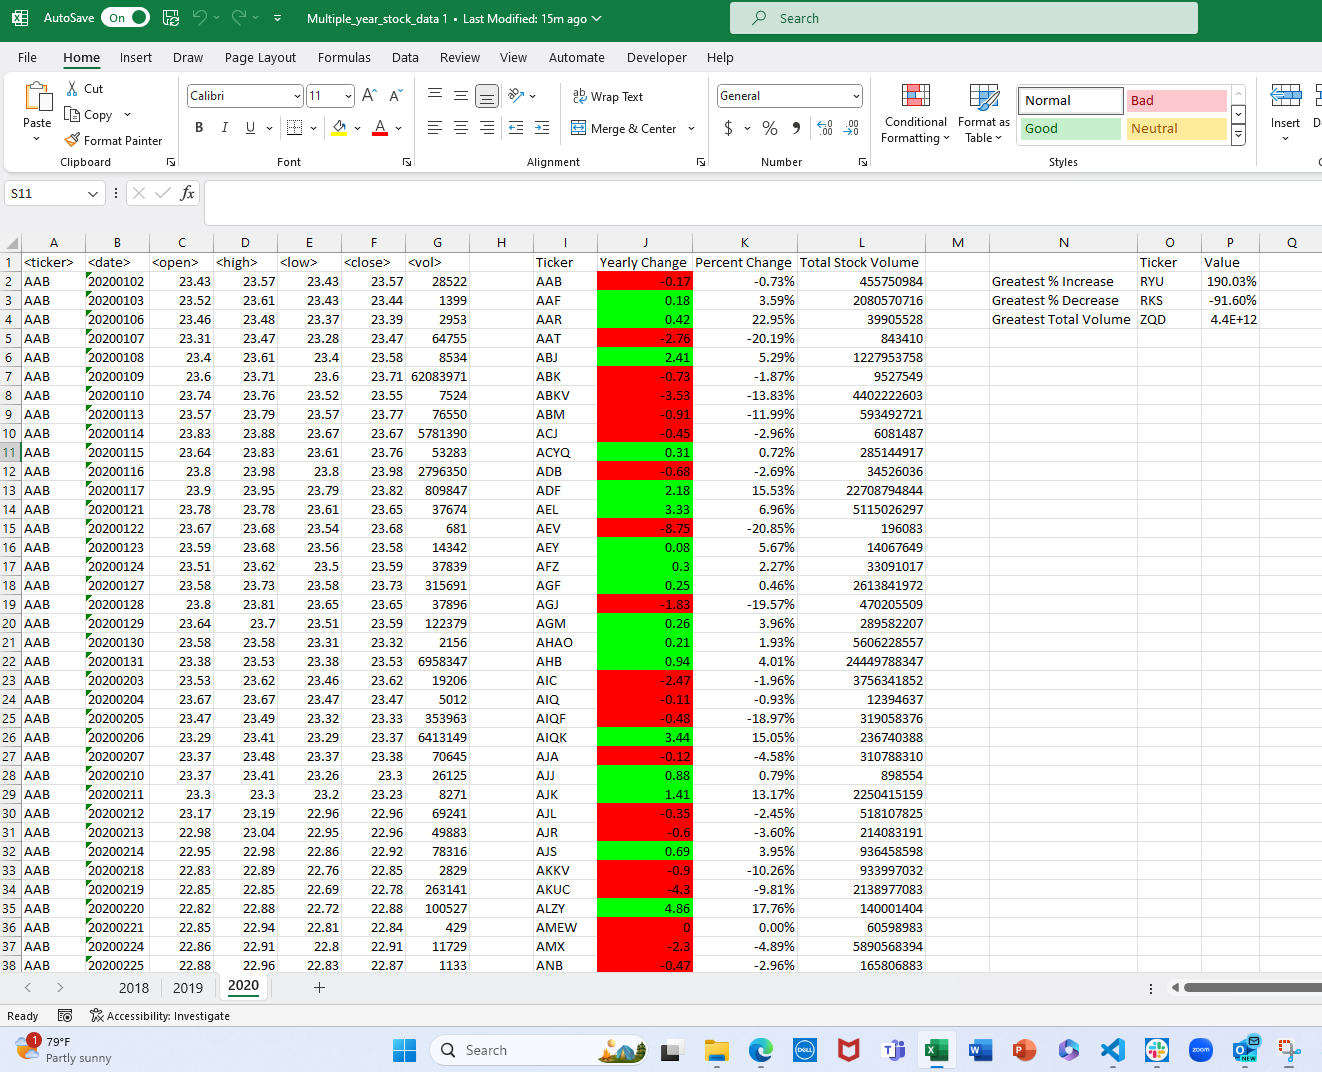 AutoSave On Multiple_year_stock_data 1 • Last Modified: 15m ago Search
File Home Insert Draw Page Layout Formulas Data Review View Automate Developer Help
Paste Cut Copy Format Painter Clipboard
Calibri 11 A A B I U A Font
ab Wrap Text Merge & Center Alignment
General $ % Number
Conditional Formatting Format as Table Normal Bad Good Neutral Styles
Insert
S11 fx
A B C D E F G H I J K L M N O P Q
1 <ticker> <date> <open> <high> <low> <close> <vol> Ticker Yearly Change Percent Change Total Stock Volume Ticker Value
2 AAB 20200102 23.43 23.57 23.43 23.57 28522 AAB -0.17 -0.73% 455750984 Greatest % Increase RYU 190.03%
3 AAB 20200103 23.52 23.61 23.43 23.44 1399 AAF 0.18 3.59% 2080570716 Greatest % Decrease RKS -91.60%
4 AAB 20200106 23.46 23.48 23.37 23.39 2953 AAR 0.42 22.95% 39905528 Greatest Total Volume ZQD 4.4E+12
5 AAB 20200107 23.31 23.47 23.28 23.47 64755 AAT -2.76 -20.19% 843410
6 AAB 20200108 23.4 23.61 23.4 23.58 8534 ABJ 2.41 5.29% 1227953758
7 AAB 20200109 23.6 23.71 23.6 23.71 62083971 ABK -0.73 -1.87% 9527549
8 AAB 20200110 23.74 23.76 23.52 23.55 7524 ABKV -3.53 -13.83% 4402222603
9 AAB 20200113 23.57 23.79 23.57 23.77 76550 ABM -0.91 -11.99% 593492721
10 AAB 20200114 23.83 23.88 23.67 23.67 5781390 ACJ -0.45 -2.96% 6081487
11 AAB 20200115 23.64 23.83 23.61 23.76 53283 ACYQ 0.31 0.72% 285144917
12 AAB 20200116 23.8 23.98 23.8 23.98 2796350 ADB -0.68 -2.69% 34526036
13 AAB 20200117 23.9 23.95 23.79 23.82 809847 ADF 2.18 15.53% 22708794844
14 AAB 20200121 23.78 23.78 23.61 23.65 37674 AEL 3.33 6.96% 5115026297
15 AAB 20200122 23.67 23.68 23.54 23.68 681 AEV -8.75 -20.85% 196083
16 AAB 20200123 23.59 23.68 23.56 23.58 14342 AEY 0.08 5.67% 14067649
17 AAB 20200124 23.51 23.62 23.5 23.59 37839 AFZ 0.3 2.27% 33091017
18 AAB 20200127 23.58 23.73 23.58 23.73 315691 AGF 0.25 0.46% 2613841972
19 AAB 20200128 23.8 23.81 23.65 23.65 37896 AGJ -1.83 -19.57% 470205509
20 AAB 20200129 23.64 23.7 23.51 23.59 122379 AGM 0.26 3.96% 289582207
21 AAB 20200130 23.58 23.58 23.31 23.32 2156 AHAO 0.21 1.93% 5606228557
22 AAB 20200131 23.38 23.53 23.38 23.53 6958347 AHB 0.94 4.01% 24449788347
23 AAB 20200203 23.53 23.62 23.46 23.62 19206 AIC -2.47 -1.96% 3756341852
24 AAB 20200204 23.67 23.67 23.47 23.47 5012 AIQ -0.11 -0.93% 12394637
25 AAB 20200205 23.47 23.49 23.32 23.33 353963 AIQF -0.48 -18.97% 319058376
26 AAB 20200206 23.29 23.41 23.29 23.37 6413149 AIQK 3.44 15.05% 236740388
27 AAB 20200207 23.37 23.48 23.37 23.38 70645 AJA -0.12 -4.58% 310788310
28 AAB 20200210 23.37 23.41 23.26 23.3 26125 AJJ 0.88 0.79% 898554
29 AAB 20200211 23.3 23.3 23.2 23.23 8271 AJK 1.41 13.17% 2250415159
30 AAB 20200212 23.17 23.19 22.96 22.96 69241 AJL -0.35 -2.45% 518107825
31 AAB 20200213 22.98 23.04 22.95 22.96 49883 AJR -0.6 -3.60% 214083191
32 AAB 20200214 22.95 22.98 22.86 22.92 78316 AJS 0.69 3.95% 936458598
33 AAB 20200218 22.83 22.89 22.76 22.85 2829 AKKV -0.9 -10.26% 933997032
34 AAB 20200219 22.85 22.85 22.69 22.78 263141 AKUC -4.3 -9.81% 2138977083
35 AAB 20200220 22.82 22.88 22.72 22.88 100527 ALZY 4.86 17.76% 140001404
36 AAB 20200221 22.85 22.94 22.81 22.84 429 AMEW 0 0.00% 60598983
37 AAB 20200224 22.86 22.91 22.8 22.91 11729 AMX -2.3 -4.89% 5890568394
38 AAB 20200225 22.88 22.96 22.83 22.87 1133 ANB -0.47 -2.96% 165806883
2018 2019 2020
Ready Accessibility: Investigate
1 79°F
Partly sunny
Search
DELL
zoom
NEW